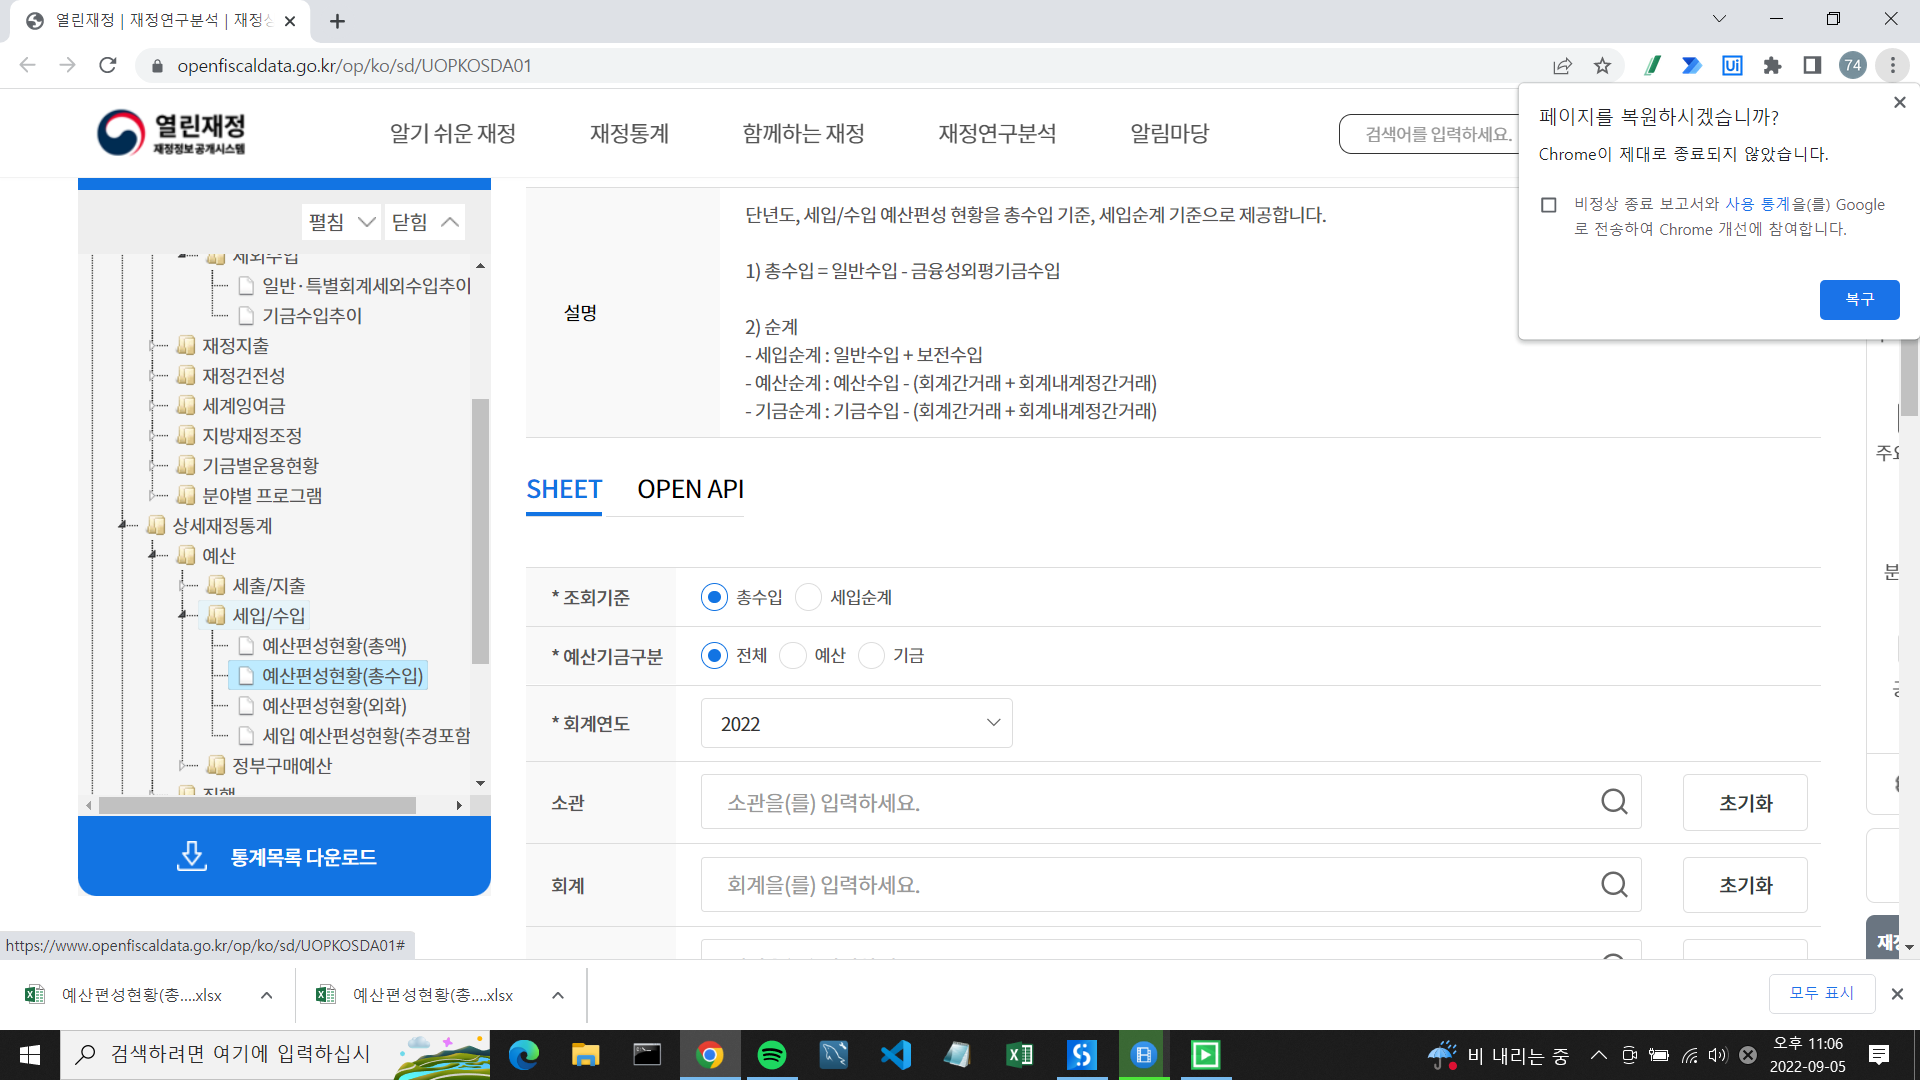 열린재정 | 재정연구분석 | 재정상
openfiscaldata.go.kr/op/ko/sd/UOPKOSDA01
74
열린재정
재정정보공개시스템
알기 쉬운 재정
재정통계
함께하는 재정
재정연구분석
알림마당
검색어를 입력하세요.
페이지를 복원하시겠습니까?
Chrome이 제대로 종료되지 않았습니다.
비정상 종료 보고서와 사용 통계을(를) Google
로 전송하여 Chrome 개선에 참여합니다.
복구
펼침
닫힘
세외수입
일반·특별회계세외수입추이
기금수입추이
재정지출
재정건전성
세계잉여금
지방재정조정
기금별운용현황
분야별 프로그램
상세재정통계
예산
세출/지출
세입/수입
예산편성현황(총액)
예산편성현황(총수입)
예산편성현황(외화)
세입 예산편성현황(추경포함
정부구매예산
집행
통계목록 다운로드
설명
단년도, 세입/수입 예산편성 현황을 총수입 기준, 세입순계 기준으로 제공합니다.
1) 총수입 = 일반수입 - 금융성외평기금수입
2) 순계
- 세입순계 : 일반수입 + 보전수입
- 예산순계 : 예산수입 - (회계간거래 + 회계내계정간거래)
- 기금순계 : 기금수입 - (회계간거래 + 회계내계정간거래)
SHEET
OPEN API
* 조회기준
총수입
세입순계
* 예산기금구분
전체
예산
기금
* 회계연도
2022
소관
소관을(를) 입력하세요.
초기화
회계
회계을(를) 입력하세요.
초기화
주요
분
공
재정
https://www.openfiscaldata.go.kr/op/ko/sd/UOPKOSDA01#
예산편성현황(총....xlsx
예산편성현황(총....xlsx
모두 표시
검색하려면 여기에 입력하십시
비 내리는 중
오후 11:06
2022-09-05